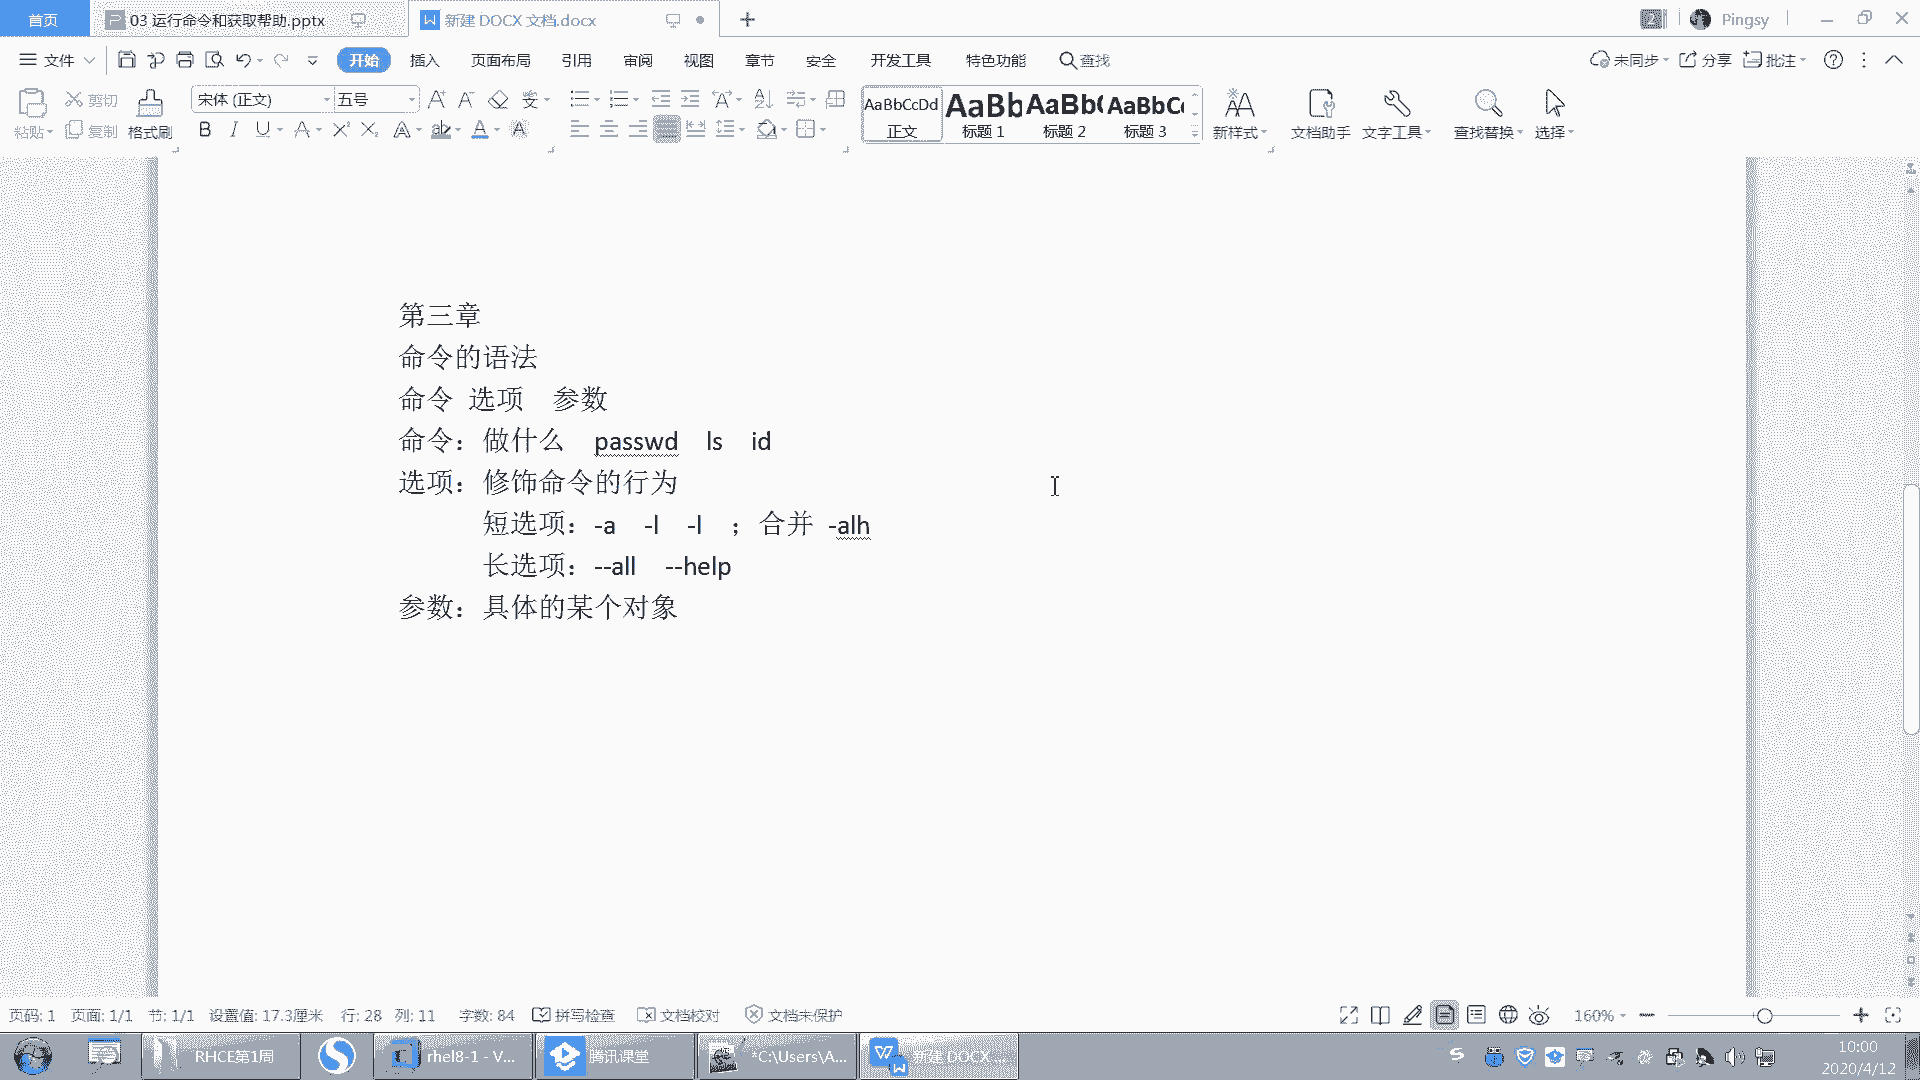 首页 03 运行命令和获取帮助.pptx 新建 DOCX 文档.docx Pingsy
文件 开始 插入 页面布局 引用 审阅 视图 章节 安全 开发工具 特色功能 查找 未同步 分享 批注
粘贴 剪切 复制 格式刷 宋体 (正文) 五号
AaBbCcDd AaBb AaBb( AaBbC
正文 标题 1 标题 2 标题 3 新样式 文档助手 文字工具 查找替换 选择
第三章
命令的语法
命令 选项 参数
命令：做什么 passwd ls id
选项：修饰命令的行为
短选项：-a -l -l ；合并 -alh
长选项：--all --help
参数：具体的某个对象
页码: 1 页面: 1/1 节: 1/1 设置值: 17.3厘米 行: 28 列: 11 字数: 84 拼写检查 文档校对 文档未保护 160%
RHCE第1周 rhel8-1 - V... 腾讯课堂 *C:\Users\A... 新建 DOCX ... 10:00
2020/4/12